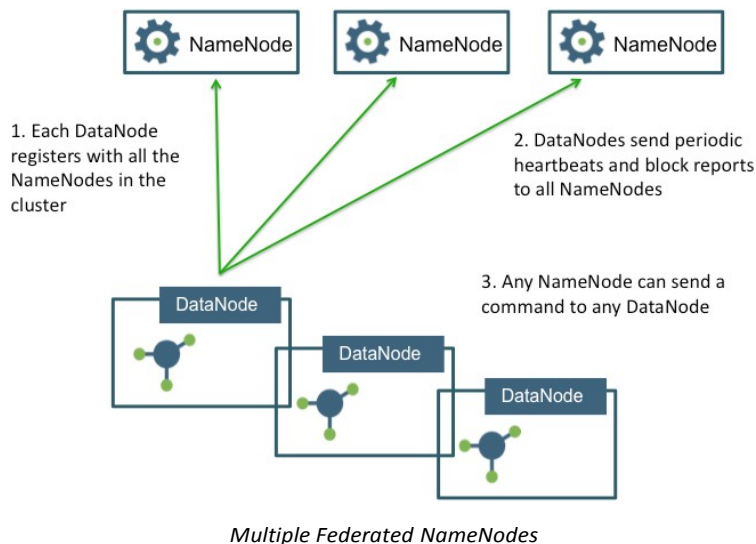 NameNode
NameNode
NameNode
1. Each DataNode
registers with all the
NameNodes in the
cluster
2. DataNodes send periodic
heartbeats and block reports
to all NameNodes
3. Any NameNode can send a
command to any DataNode
DataNode
DataNode
DataNode
Multiple Federated NameNodes